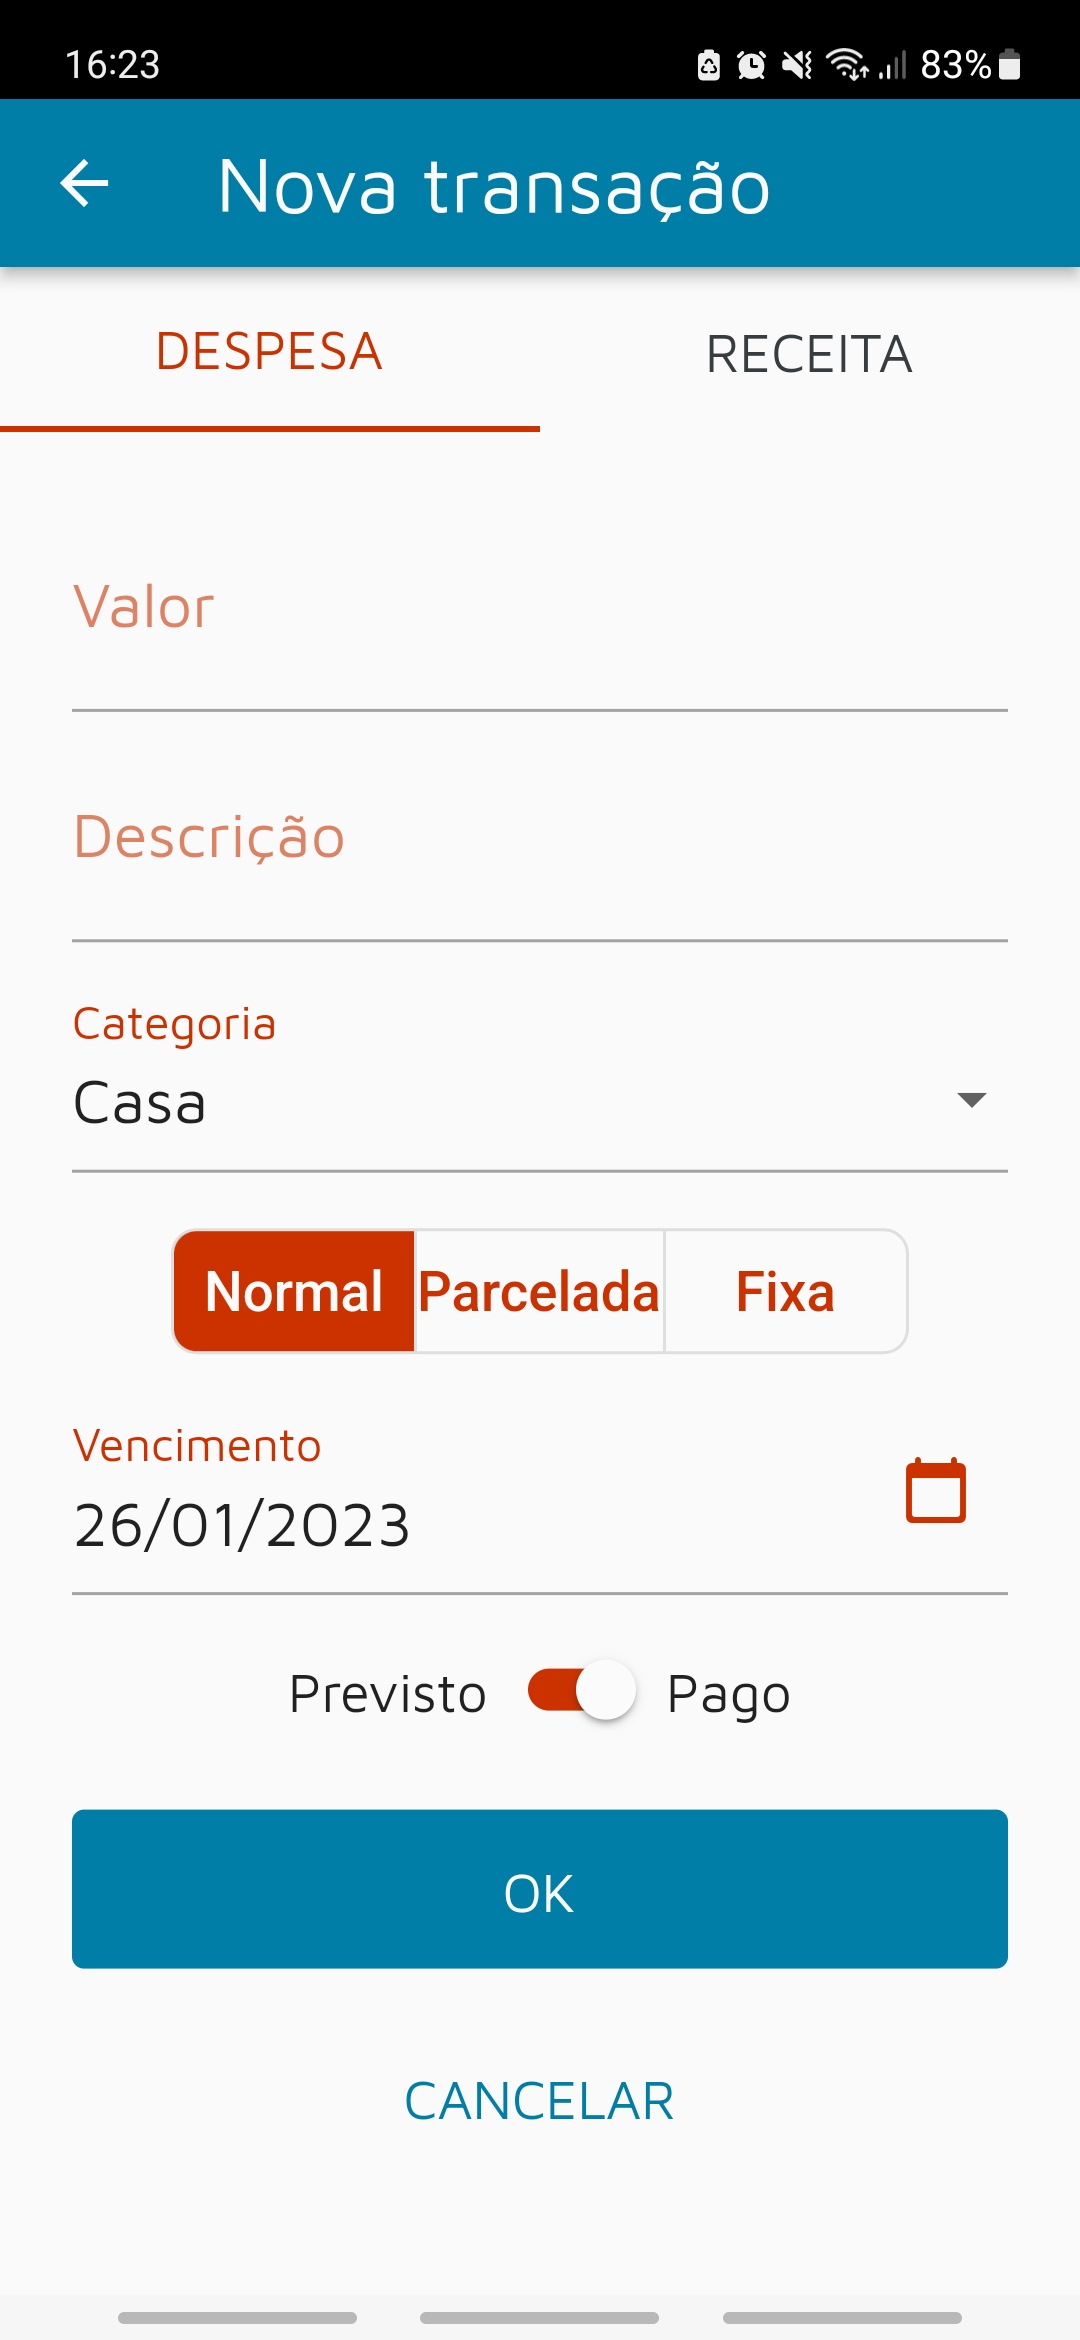 16:23 83%
Nova transação
DESPESA RECEITA
Valor
Descrição
Categoria
Casa
Normal Parcelada Fixa
Vencimento
26/01/2023
Previsto Pago
OK
CANCELAR